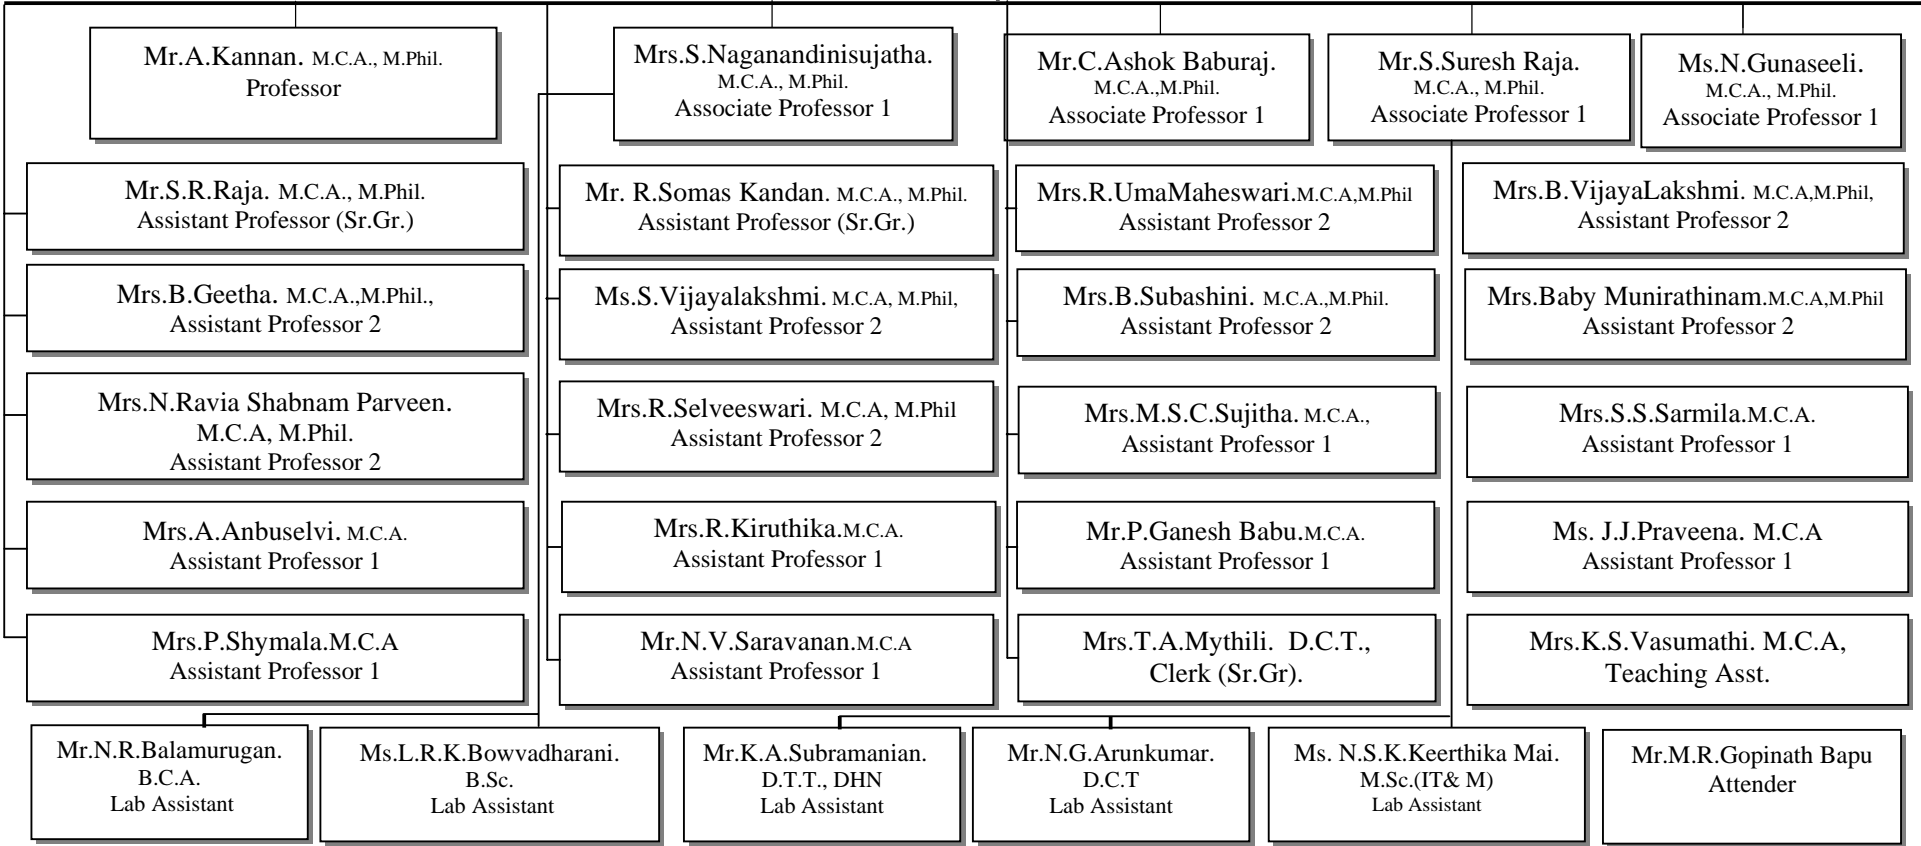 Mr.A.Kannan. M.C.A., M.Phil.
Professor
Mrs.S.Naganandinisujatha.
M.C.A., M.Phil.
Associate Professor 1
Mr.C.Ashok Baburaj.
M.C.A.,M.Phil.
Associate Professor 1
Mr.S.Suresh Raja.
M.C.A., M.Phil.
Associate Professor 1
Ms.N.Gunaseeli.
M.C.A., M.Phil.
Associate Professor 1
Mr.S.R.Raja. M.C.A., M.Phil.
Assistant Professor (Sr.Gr.)
Mr. R.Somas Kandan. M.C.A., M.Phil.
Assistant Professor (Sr.Gr.)
Mrs.R.UmaMaheswari.M.C.A,M.Phil
Assistant Professor 2
Mrs.B.VijayaLakshmi. M.C.A,M.Phil,
Assistant Professor 2
Mrs.B.Geetha. M.C.A.,M.Phil.,
Assistant Professor 2
Ms.S.Vijayalakshmi. M.C.A, M.Phil,
Assistant Professor 2
Mrs.B.Subashini. M.C.A.,M.Phil.
Assistant Professor 2
Mrs.Baby Munirathinam.M.C.A,M.Phil
Assistant Professor 2
Mrs.N.Ravia Shabnam Parveen.
M.C.A, M.Phil.
Assistant Professor 2
Mrs.R.Selveeswari. M.C.A, M.Phil
Assistant Professor 2
Mrs.M.S.C.Sujitha. M.C.A.,
Assistant Professor 1
Mrs.S.S.Sarmila.M.C.A.
Assistant Professor 1
Mrs.A.Anbuselvi. M.C.A.
Assistant Professor 1
Mrs.R.Kiruthika.M.C.A.
Assistant Professor 1
Mr.P.Ganesh Babu.M.C.A.
Assistant Professor 1
Ms. J.J.Praveena. M.C.A
Assistant Professor 1
Mrs.P.Shymala.M.C.A
Assistant Professor 1
Mr.N.V.Saravanan.M.C.A
Assistant Professor 1
Mrs.T.A.Mythili. D.C.T.,
Clerk (Sr.Gr).
Mrs.K.S.Vasumathi. M.C.A,
Teaching Asst.
Mr.N.R.Balamurugan.
B.C.A.
Lab Assistant
Ms.L.R.K.Bowvadharani.
B.Sc.
Lab Assistant
Mr.K.A.Subramanian.
D.T.T., DHN
Lab Assistant
Mr.N.G.Arunkumar.
D.C.T
Lab Assistant
Ms. N.S.K.Keerthika Mai.
M.Sc.(IT& M)
Lab Assistant
Mr.M.R.Gopinath Bapu
Attender